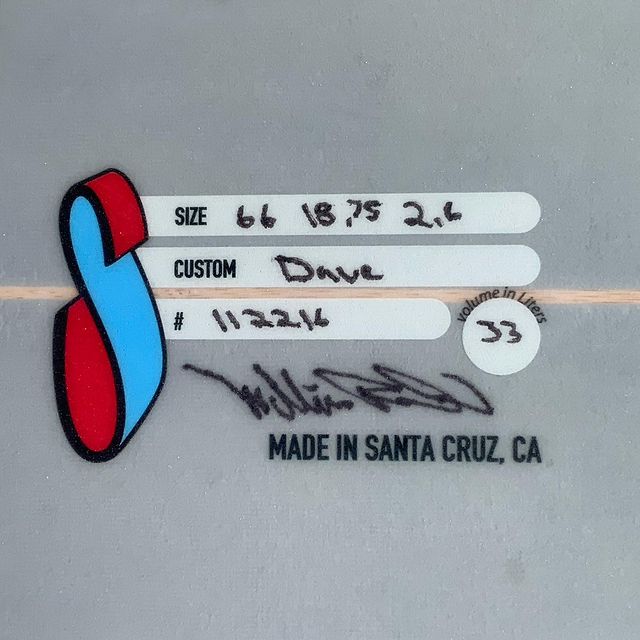 SIZE 66 18.75 2.6
CUSTOM Dave
# 112216
volume in Liters
33
MADE IN SANTA CRUZ, CA